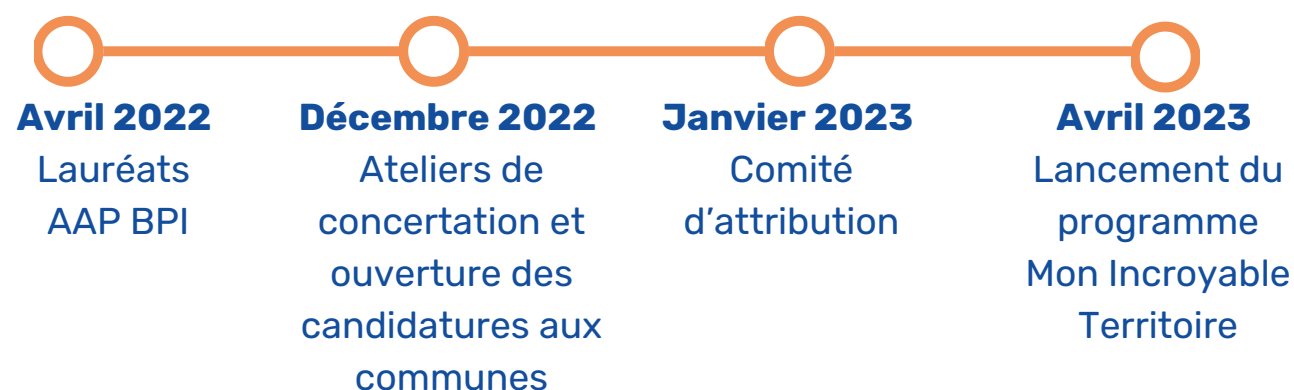 Avril 2022
Lauréats
AAP BPI
Décembre 2022
Ateliers de
concertation et
ouverture des
candidatures aux
communes
Janvier 2023
Comité
d’attribution
Avril 2023
Lancement du
programme
Mon Incroyable
Territoire